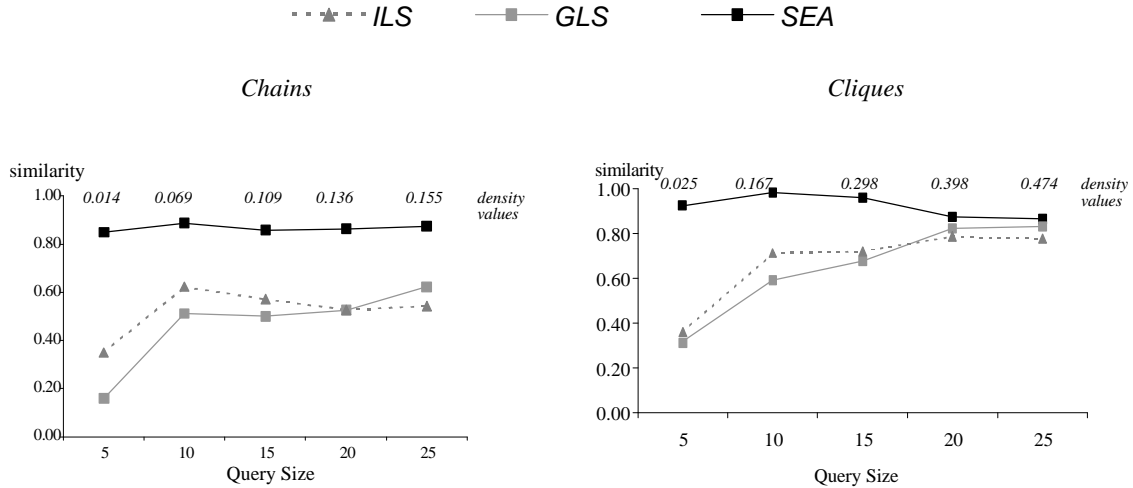 ILS GLS SEA
Chains
Cliques
similarity
1.00
0.80
0.60
0.40
0.20
0.00
0.014 0.069 0.109 0.136 0.155
density
values
5 10 15 20 25
Query Size
similarity
1.00
0.80
0.60
0.40
0.20
0.00
0.025 0.167 0.298 0.398 0.474
density
values
5 10 15 20 25
Query Size